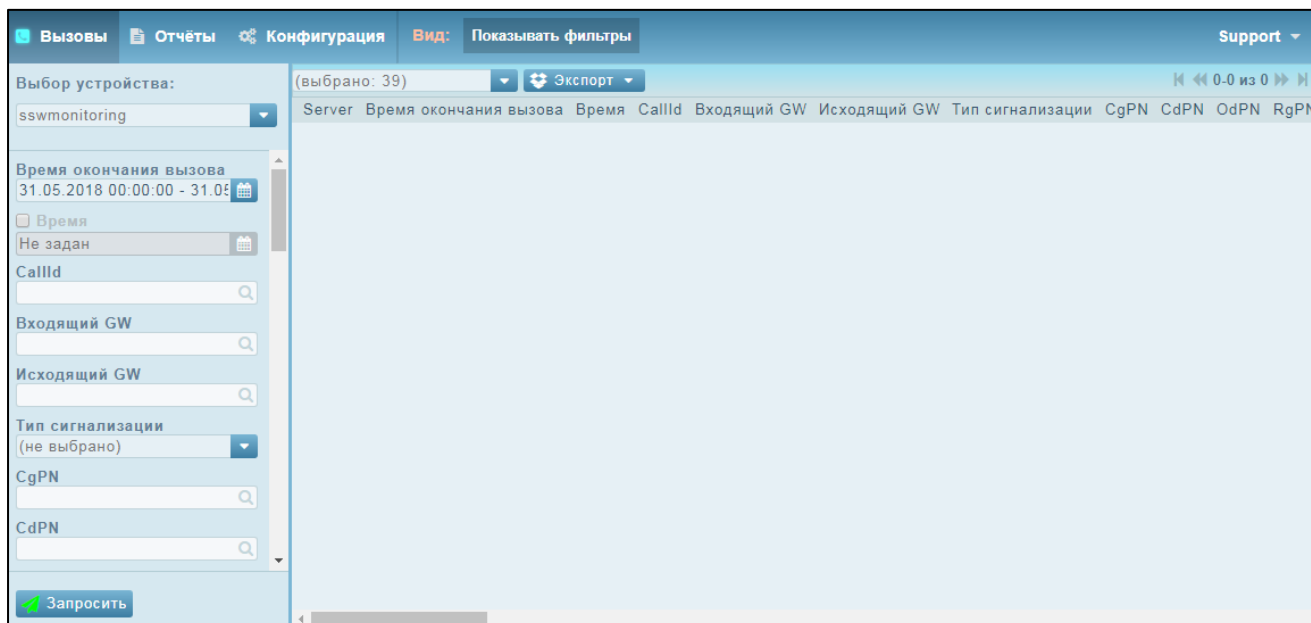 Вызовы Отчёты Конфигурация Вид: Показывать фильтры Support
Выбор устройства:
sswmonitoring
(выбрано: 39) Экспорт 0-0 из 0
Server Время окончания вызова Время CallId Входящий GW Исходящий GW Тип сигнализации CgPN CdPN OdPN RgPN
Время окончания вызова
31.05.2018 00:00:00 - 31.05
Время
Не задан
CallId
Входящий GW
Исходящий GW
Тип сигнализации
(не выбрано)
CgPN
CdPN
Запросить